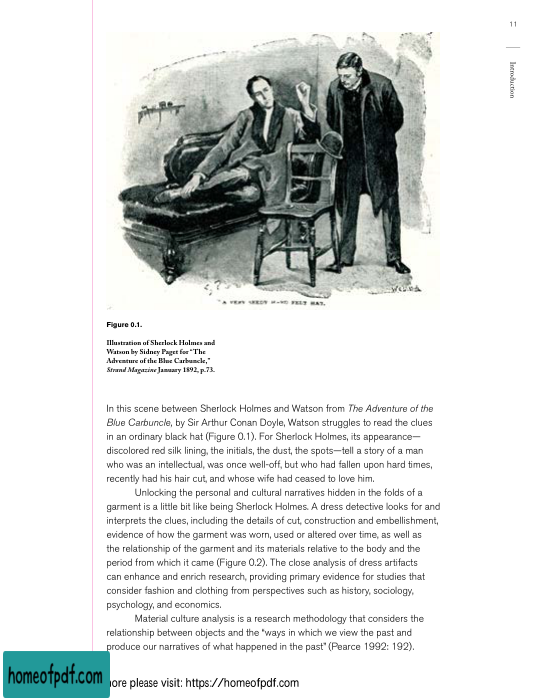 11
Introduction
"A VERY SEEDY HARD FELT HAT."
Figure 0.1.
Illustration of Sherlock Holmes and
Watson by Sidney Paget for "The
Adventure of the Blue Carbuncle,"
Strand Magazine January 1892, p.73.
In this scene between Sherlock Holmes and Watson from The Adventure of the
Blue Carbuncle, by Sir Arthur Conan Doyle, Watson struggles to read the clues
in an ordinary black hat (Figure 0.1). For Sherlock Holmes, its appearance—
discolored red silk lining, the initials, the dust, the spots—tell a story of a man
who was an intellectual, was once well-off, but who had fallen upon hard times,
recently had his hair cut, and whose wife had ceased to love him.
Unlocking the personal and cultural narratives hidden in the folds of a
garment is a little bit like being Sherlock Holmes. A dress detective looks for and
interprets the clues, including the details of cut, construction and embellishment,
evidence of how the garment was worn, used or altered over time, as well as
the relationship of the garment and its materials relative to the body and the
period from which it came (Figure 0.2). The close analysis of dress artifacts
can enhance and enrich research, providing primary evidence for studies that
consider fashion and clothing from perspectives such as history, sociology,
psychology, and economics.
Material culture analysis is a research methodology that considers the
relationship between objects and the "ways in which we view the past and
produce our narratives of what happened in the past" (Pearce 1992: 192).
homeofpdf.com
please visit: https://homeofpdf.com